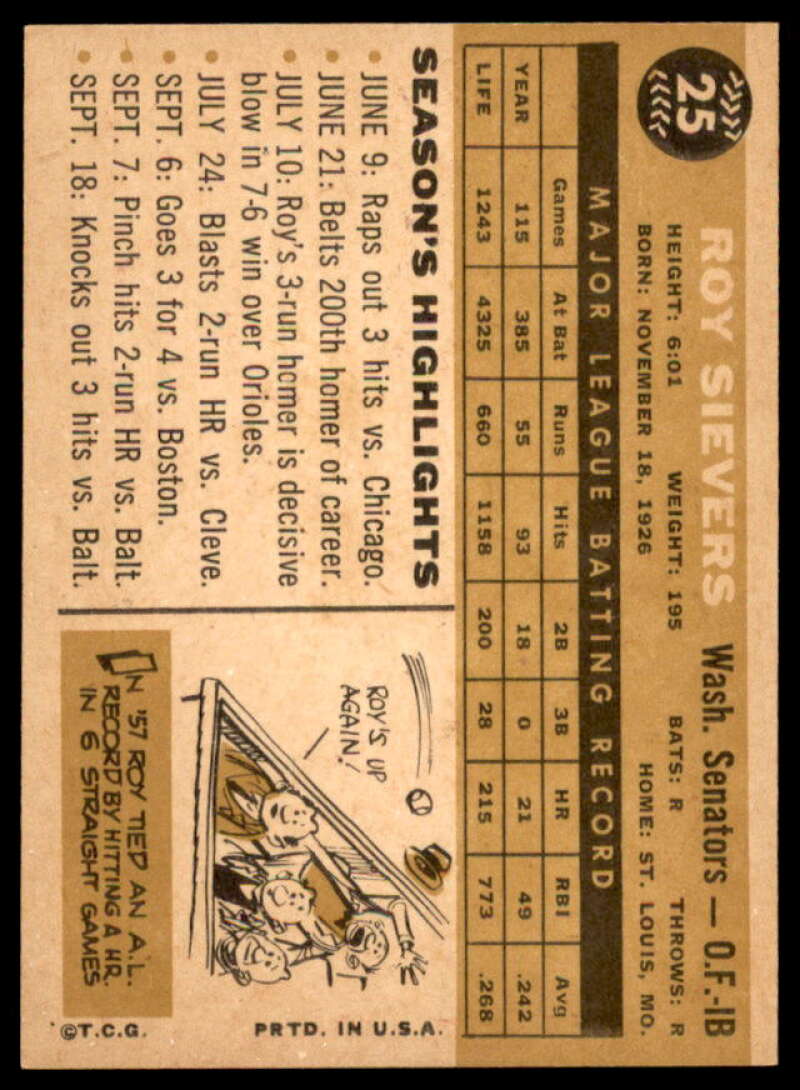 25
ROY SIEVERS Wash. Senators — O.F.-1B
HEIGHT: 6:01 WEIGHT: 195 BATS: R THROWS: R
BORN: NOVEMBER 18, 1926 HOME: ST. LOUIS, MO.
MAJOR LEAGUE BATTING RECORD
Games At Bat Runs Hits 2B 3B HR RBI Avg
YEAR 115 385 55 93 18 0 21 49 .242
LIFE 1243 4325 660 1158 200 28 215 773 .268
SEASON'S HIGHLIGHTS
• JUNE 9: Raps out 3 hits vs. Chicago.
• JUNE 21: Belts 200th homer of career.
• JULY 10: Roy's 3-run homer is decisive
blow in 7-6 win over Orioles.
• JULY 24: Blasts 2-run HR vs. Cleve.
• SEPT. 6: Goes 3 for 4 vs. Boston.
• SEPT. 7: Pinch hits 2-run HR vs. Balt.
• SEPT. 18: Knocks out 3 hits vs. Balt.
ROY'S UP
AGAIN!
IN '57 ROY TIED AN A.L.
RECORD BY HITTING A HR.
IN 6 STRAIGHT GAMES
©T.C.G. PRTD. IN U.S.A.